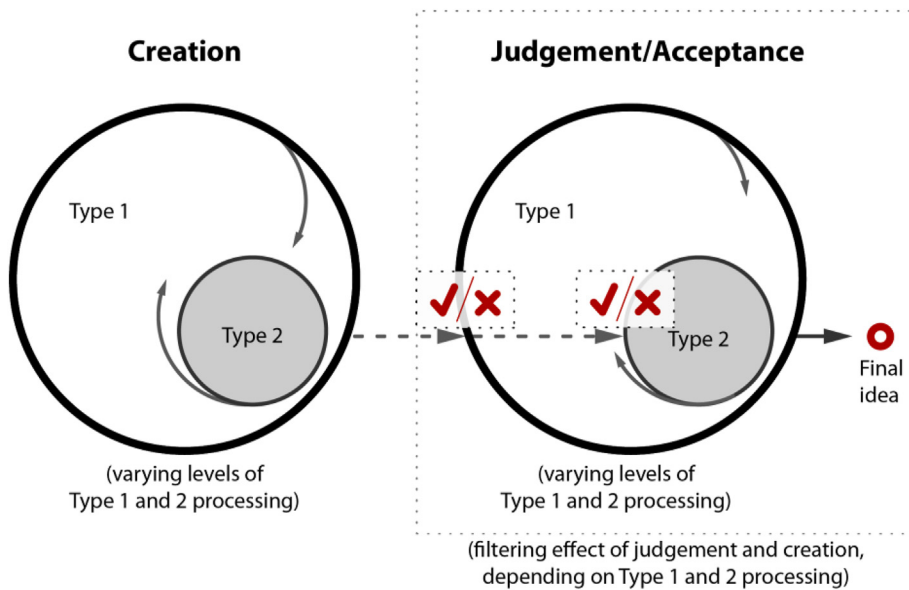 Creation
Type 1
Type 2
(varying levels of
Type 1 and 2 processing)
Judgement/Acceptance
Type 1
Type 2
Final
idea
(varying levels of
Type 1 and 2 processing)
(filtering effect of judgement and creation,
depending on Type 1 and 2 processing)